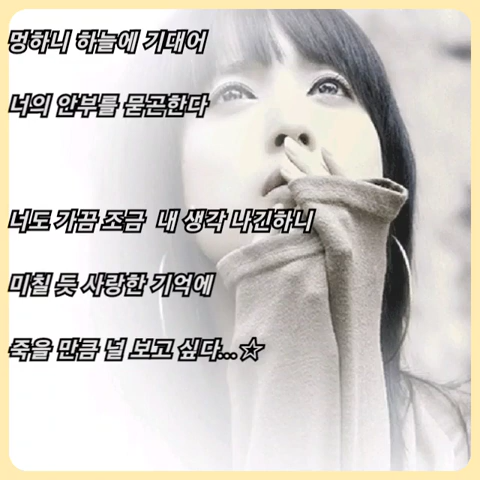 멍하니 하늘에 기대어
너의 안부를 묻곤한다
너도 가끔 조금 내 생각 나긴하니
미칠 듯 사랑한 기억에
죽을 만큼 널 보고 싶다...☆